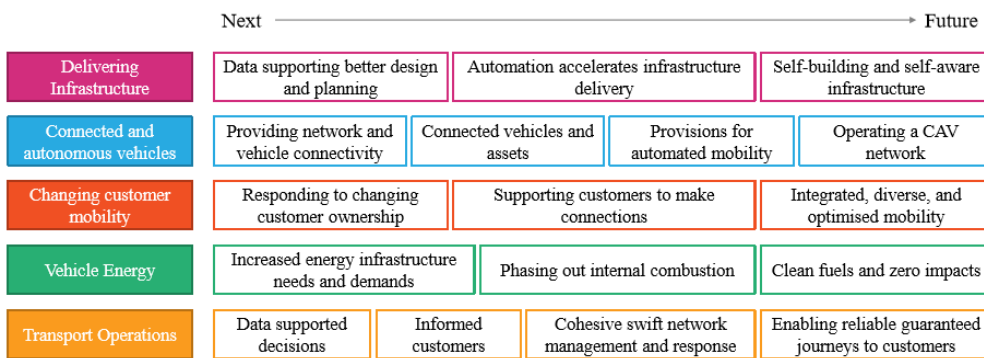 Next Future
Delivering
Infrastructure
Data supporting better design
and planning
Automation accelerates infrastructure
delivery
Self-building and self-aware
infrastructure
Connected and
autonomous vehicles
Providing network and
vehicle connectivity
Connected vehicles and
assets
Provisions for
automated mobility
Operating a CAV
network
Changing customer
mobility
Responding to changing
customer ownership
Supporting customers to make
connections
Integrated, diverse, and
optimised mobility
Vehicle Energy
Increased energy infrastructure
needs and demands
Phasing out internal combustion
Clean fuels and zero impacts
Transport Operations
Data supported
decisions
Informed
customers
Cohesive swift network
management and response
Enabling reliable guaranteed
journeys to customers